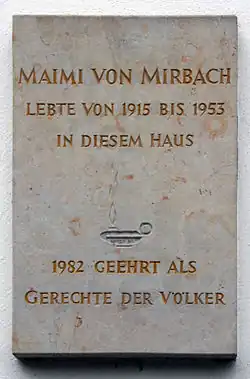 MAIMI VON MIRBACH
LEBTE VON 1915 BIS 1953
IN DIESEM HAUS
1982 GEEHRT ALS
GERECHTE DER VÖLKER